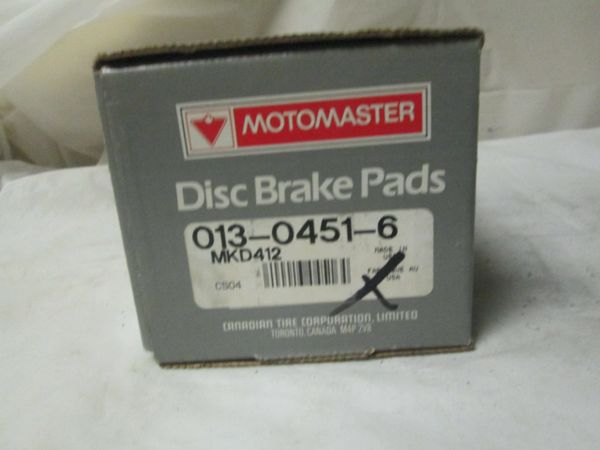 MOTOMASTER
Disc Brake Pads
013-0451-6
MKD412
MADE IN
USA
CS04
FABRIQUE AU
USA
CANADIAN TIRE CORPORATION, LIMITED
TORONTO, CANADA M4P 2V8